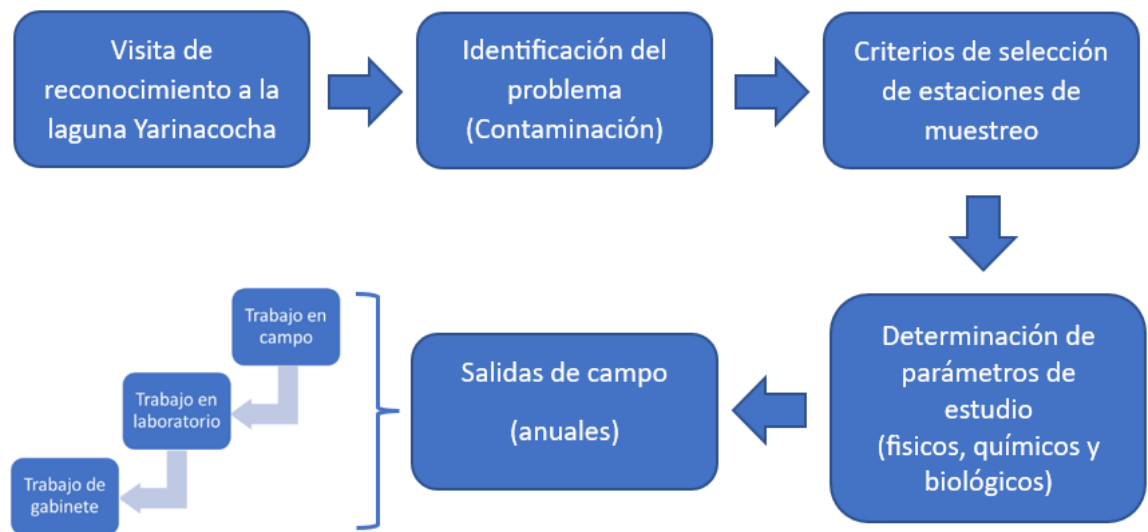 Visita de
reconocimiento a la
laguna Yarinacocha
Identificación del
problema
(Contaminación)
Criterios de selección
de estaciones de
muestreo
Determinación de
parámetros de
estudio
(fisicos, químicos y
biológicos)
Salidas de campo
(anuales)
Trabajo en
campo
Trabajo en
laboratorio
Trabajo de
gabinete